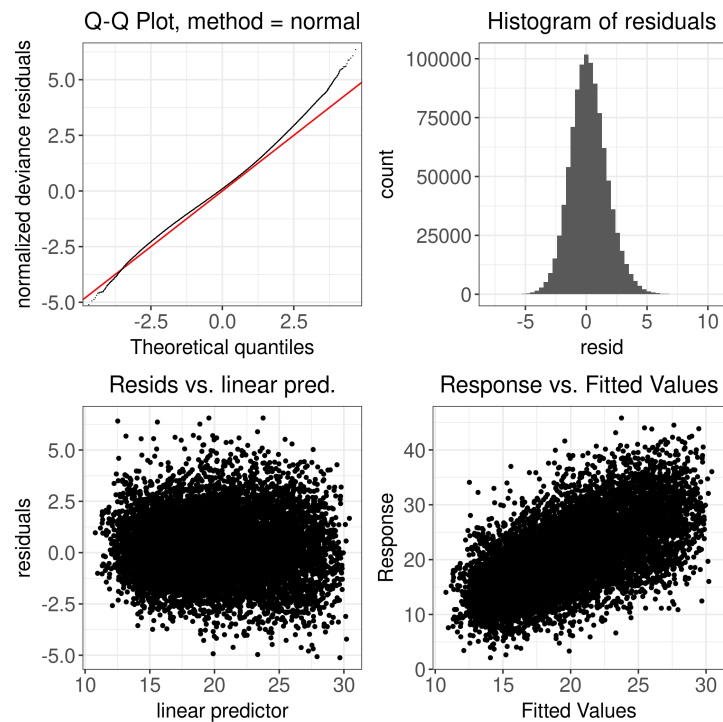 Q-Q Plot, method = normal
normalized deviance residuals
5.0
2.5
0.0
-2.5
-5.0
-2.5 0.0 2.5
Theoretical quantiles
Histogram of residuals
count
100000
75000
50000
25000
0
-5 0 5 10
resid
Resids vs. linear pred.
residuals
5.0
2.5
0.0
-2.5
-5.0
10 15 20 25 30
linear predictor
Response vs. Fitted Values
Response
40
30
20
10
0
10 15 20 25 30
Fitted Values